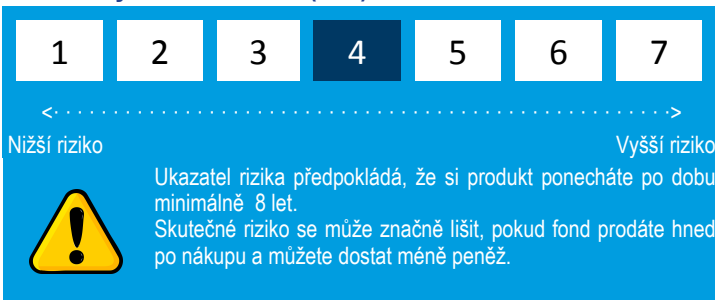 1 2 3 4 5 6 7
<·····················································>
Nižší riziko Vyšší riziko
Ukazatel rizika předpokládá, že si produkt ponecháte po dobu
minimálně 8 let.
Skutečné riziko se může značně lišit, pokud fond prodáte hned
po nákupu a můžete dostat méně peněž.